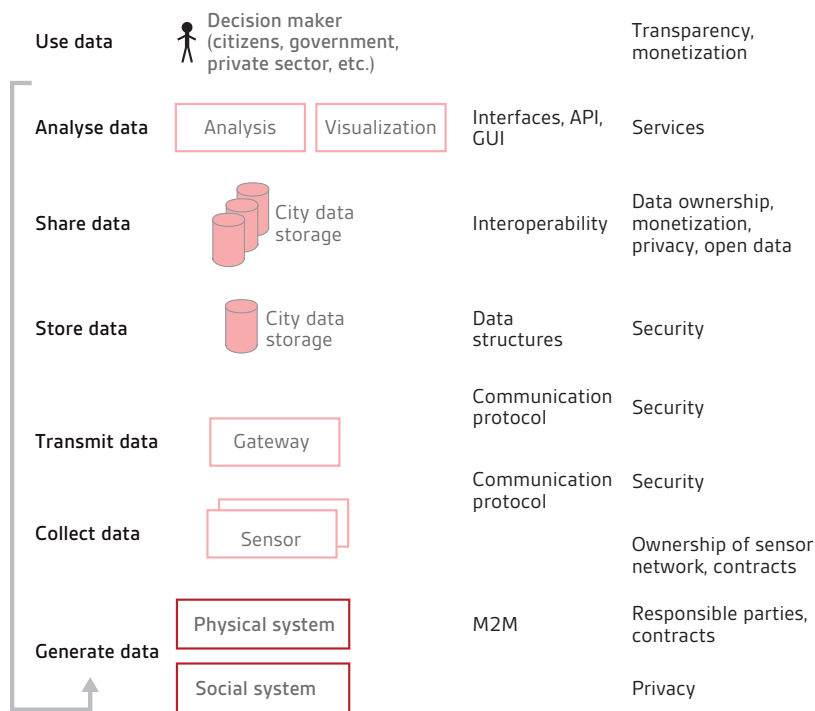 Use data
Decision maker
(citizens, government,
private sector, etc.)
Transparency,
monetization
Analyse data
Analysis
Visualization
Interfaces, API,
GUI
Services
Share data
City data
storage
Interoperability
Data ownership,
monetization,
privacy, open data
Store data
City data
storage
Data
structures
Security
Communication
protocol
Security
Transmit data
Gateway
Communication
protocol
Security
Collect data
Sensor
Ownership of sensor
network, contracts
Generate data
Physical system
M2M
Responsible parties,
contracts
Social system
Privacy